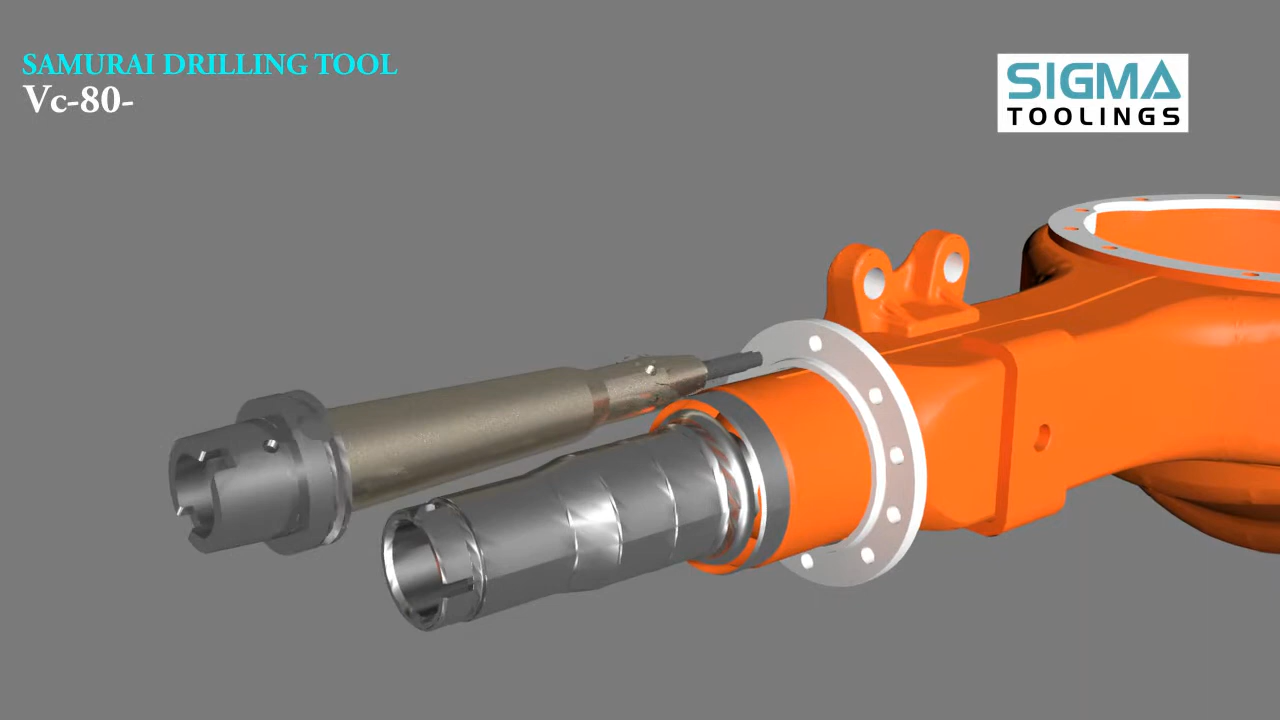 SAMURAI DRILLING TOOL
Vc-80-
SIGMA
TOOLINGS